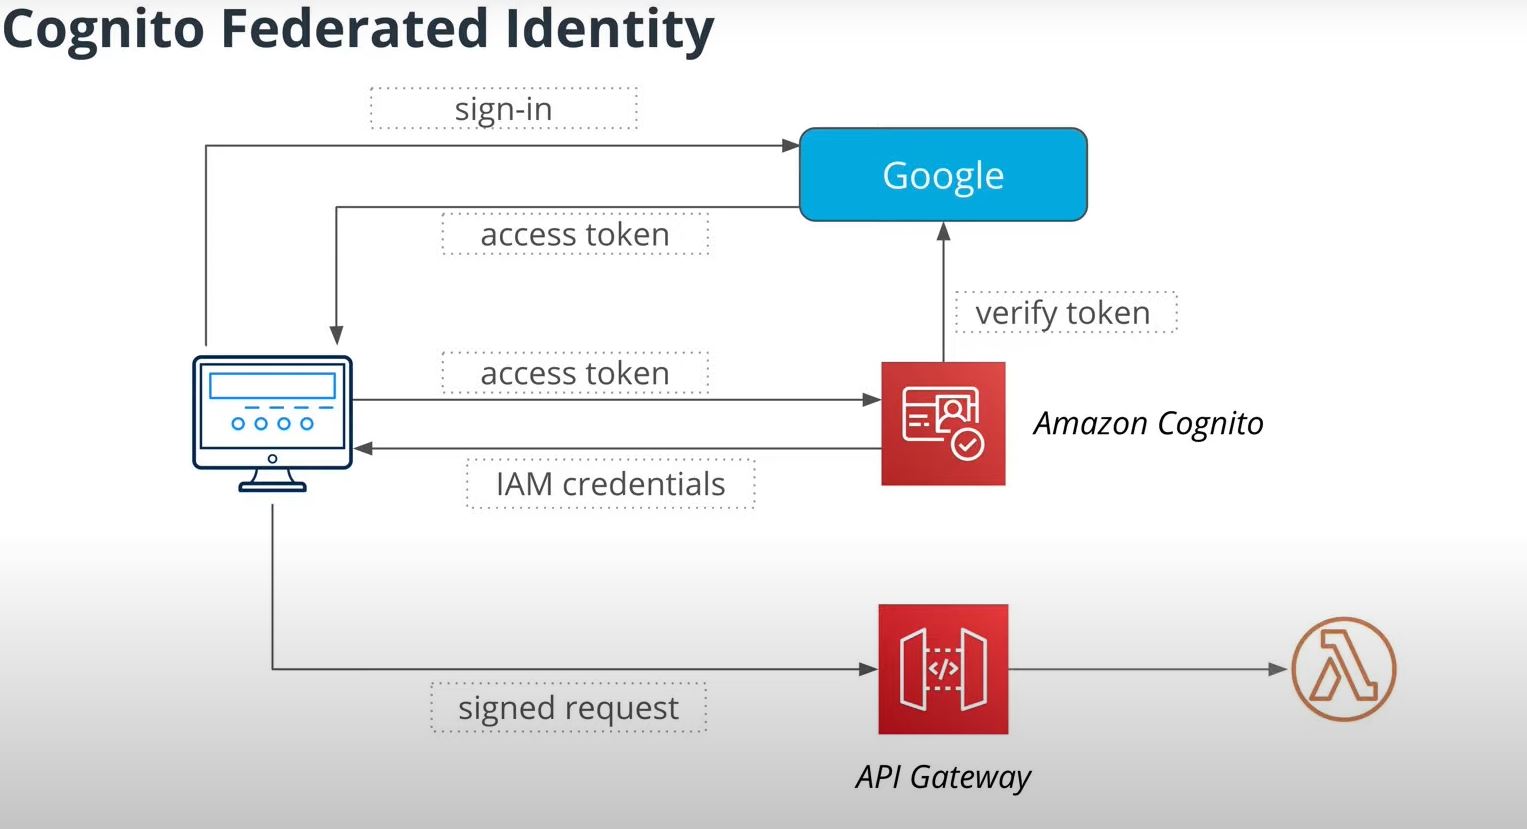 Cognito Federated Identity
sign-in
Google
access token
verify token
access token
Amazon Cognito
IAM credentials
</>
signed request
API Gateway